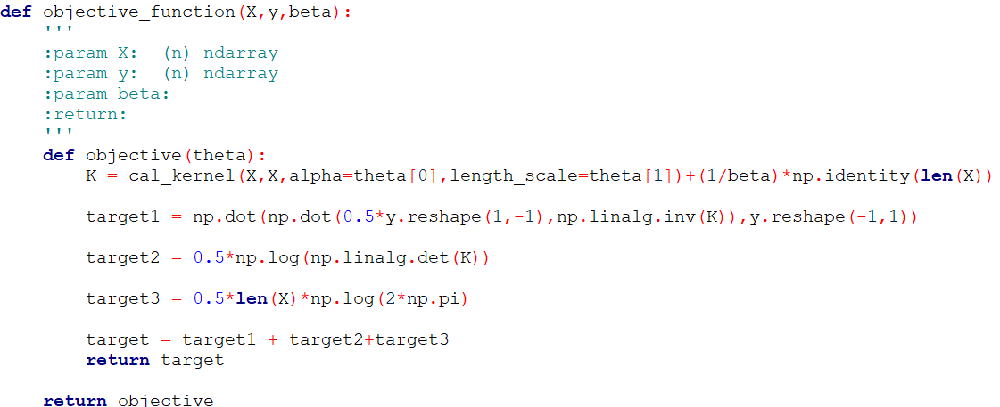 def objective_function(X,y,beta):
    '''
    :param X:  (n) ndarray
    :param y:  (n) ndarray
    :param beta:
    :return:
    '''
    def objective(theta):
        K = cal_kernel(X,X,alpha=theta[0],length_scale=theta[1])+(1/beta)*np.identity(len(X))
        target1 = np.dot(np.dot(0.5*y.reshape(1,-1),np.linalg.inv(K)),y.reshape(-1,1))
        target2 = 0.5*np.log(np.linalg.det(K))
        target3 = 0.5*len(X)*np.log(2*np.pi)
        target = target1 + target2+target3
        return target
    return objective